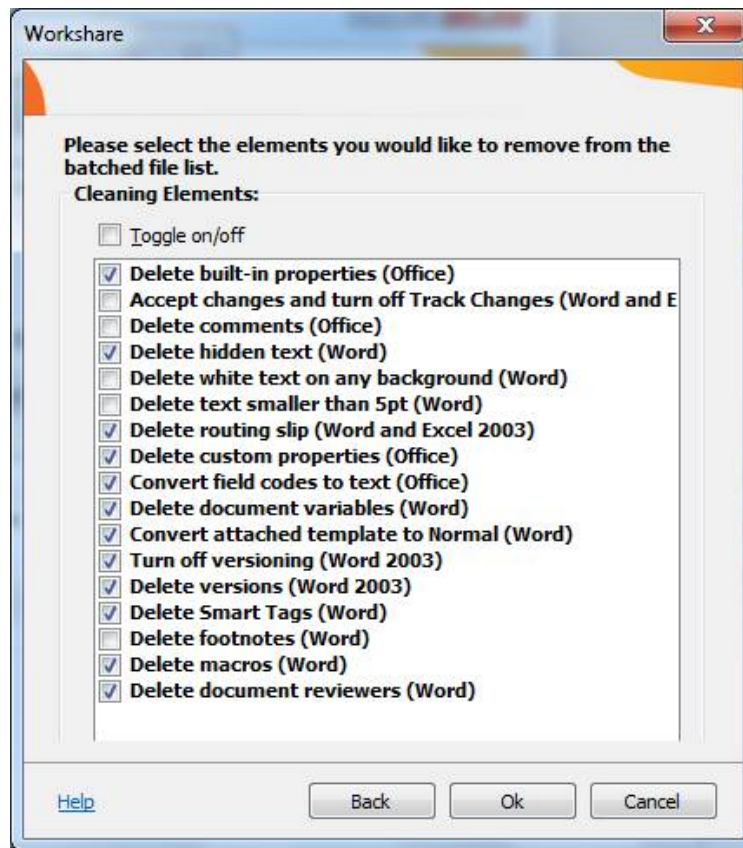 Workshare
Please select the elements you would like to remove from the
batched file list.
Cleaning Elements:
Toggle on/off
Delete built-in properties (Office)
Accept changes and turn off Track Changes (Word and E
Delete comments (Office)
Delete hidden text (Word)
Delete white text on any background (Word)
Delete text smaller than 5pt (Word)
Delete routing slip (Word and Excel 2003)
Delete custom properties (Office)
Convert field codes to text (Office)
Delete document variables (Word)
Convert attached template to Normal (Word)
Turn off versioning (Word 2003)
Delete versions (Word 2003)
Delete Smart Tags (Word)
Delete footnotes (Word)
Delete macros (Word)
Delete document reviewers (Word)
Help
Back
Ok
Cancel